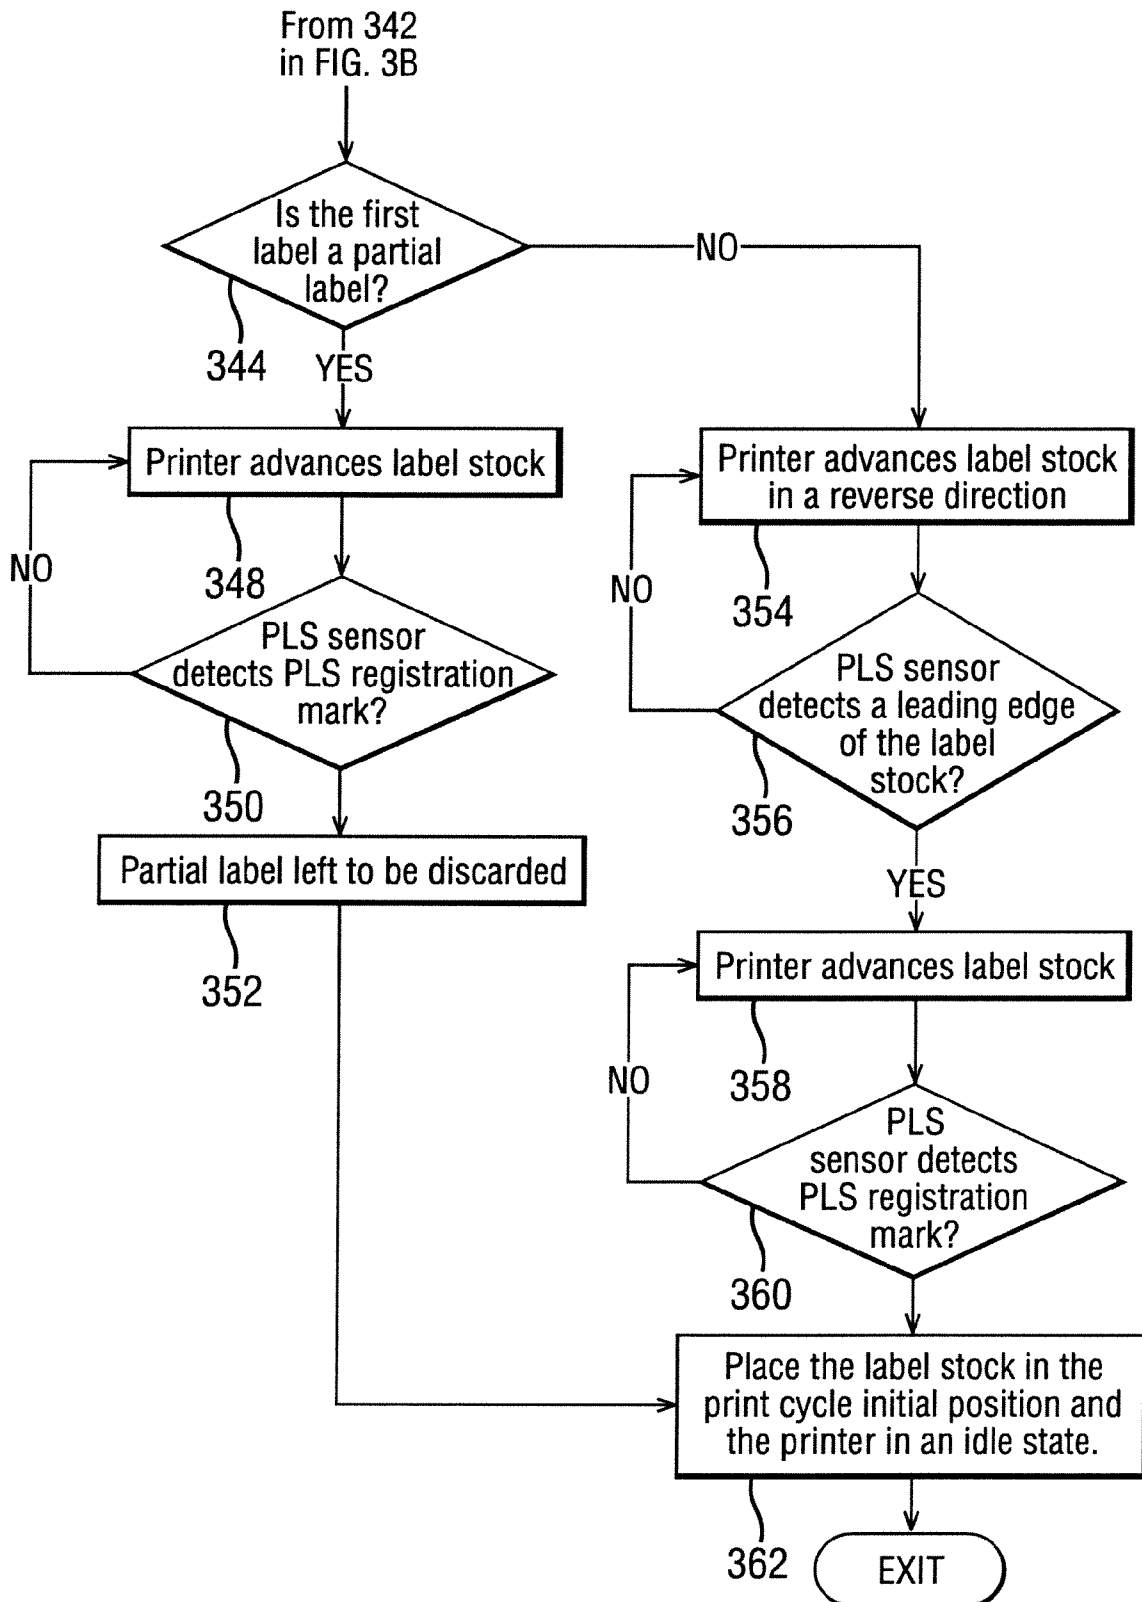 From 342
in FIG. 3B
Is the first
label a partial
label?
NO
344
YES
Printer advances label stock
348
NO
PLS sensor
detects PLS registration
mark?
350
Partial label left to be discarded
352
Printer advances label stock
in a reverse direction
354
NO
PLS sensor
detects a leading edge
of the label
stock?
356
YES
Printer advances label stock
358
NO
PLS
sensor detects
PLS registration
mark?
360
Place the label stock in the
print cycle initial position and
the printer in an idle state.
362
EXIT